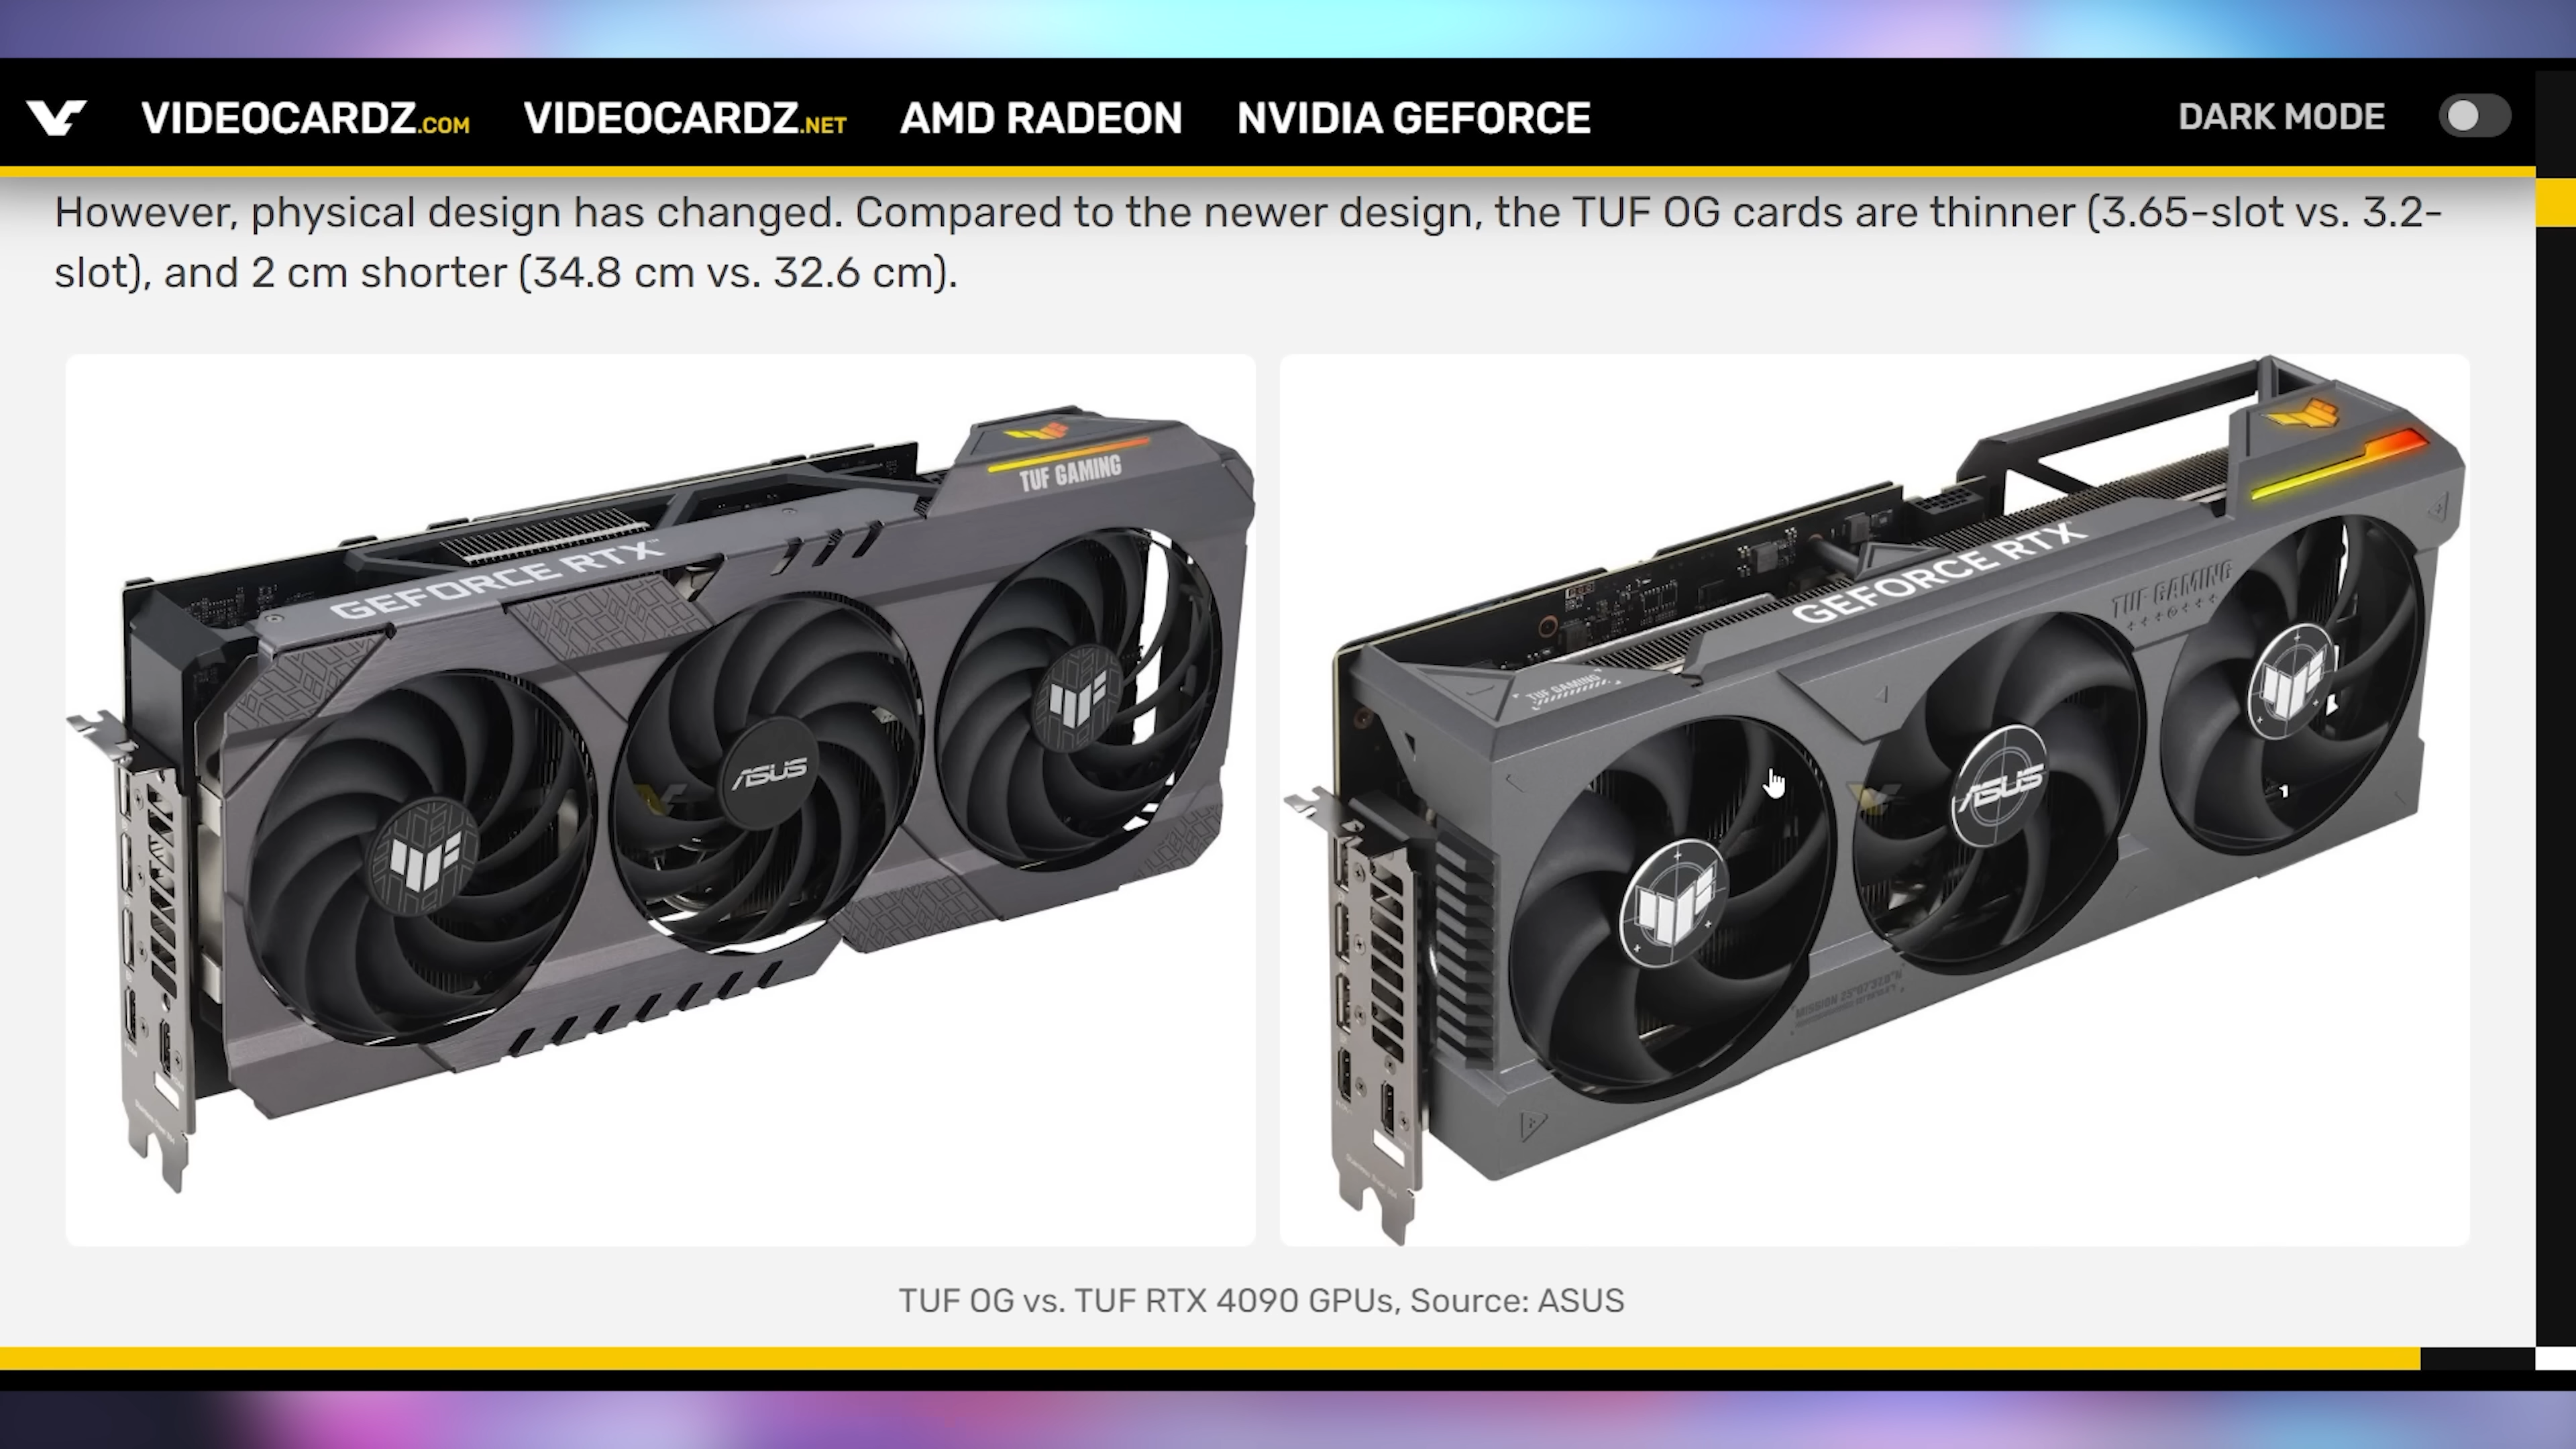 VIDEOCARDZ.COM VIDEOCARDZ.NET AMD RADEON NVIDIA GEFORCE DARK MODE
However, physical design has changed. Compared to the newer design, the TUF OG cards are thinner (3.65-slot vs. 3.2-
slot), and 2 cm shorter (34.8 cm vs. 32.6 cm).
TUF GAMING
GEFORCE RTX™
ASUS
GEFORCE RTX
TUF GAMING
TUF GAMING
ASUS
TUF OG vs. TUF RTX 4090 GPUs, Source: ASUS